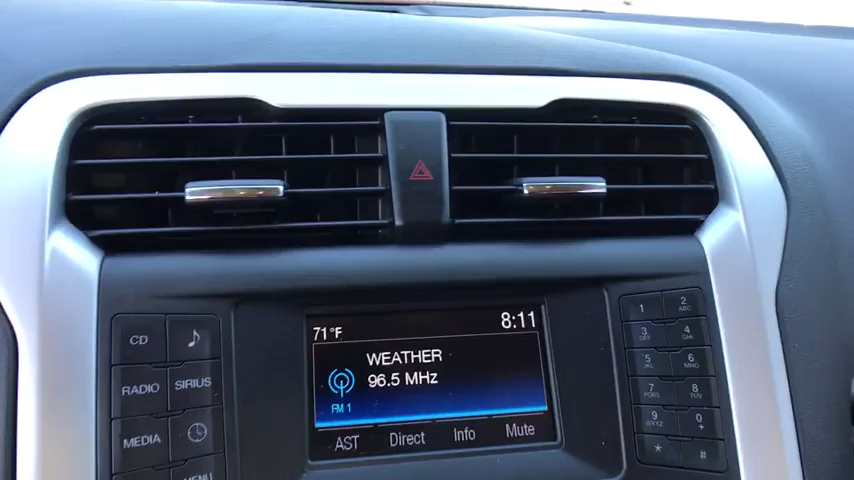 71°F 8:11
WEATHER
96.5 MHz
FM 1
AST Direct Info Mute
CD
RADIO SIRIUS
MEDIA
MENU
1 2 ABC
3 DEF 4 GHI
5 JKL 6 MNO
7 PQRS 8 TUV
9 WXYZ 0 +
* #